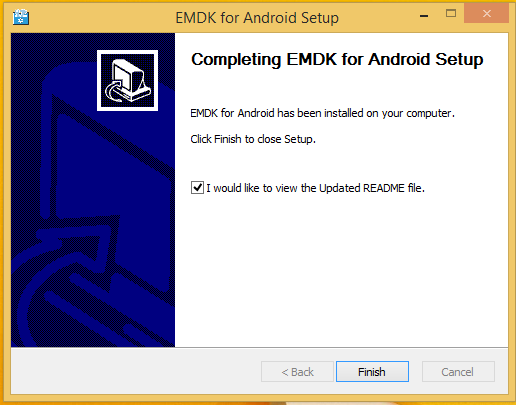 EMDK for Android Setup
Completing EMDK for Android Setup
EMDK for Android has been installed on your computer.
Click Finish to close Setup.
I would like to view the Updated README file.
< Back Finish Cancel